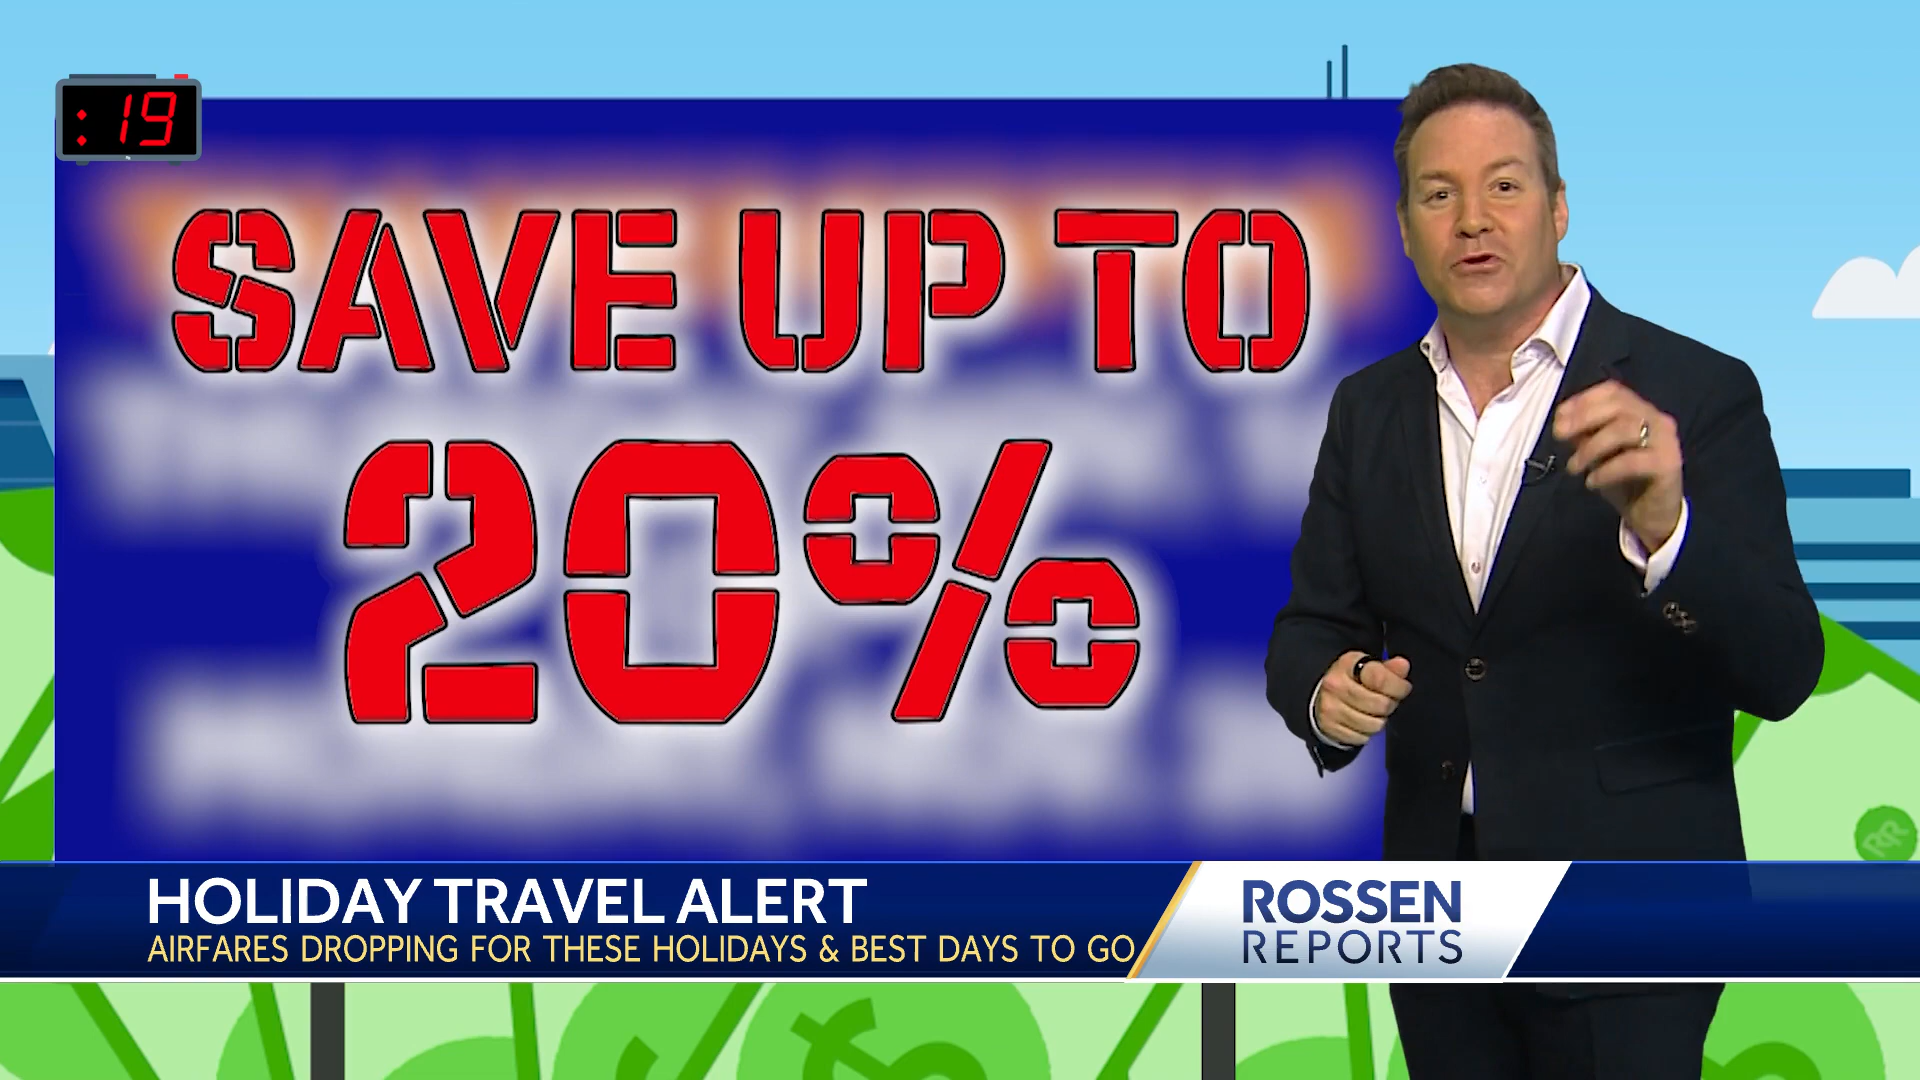 :19
SAVE UP TO
20%
RR
HOLIDAY TRAVEL ALERT
AIRFARES DROPPING FOR THESE HOLIDAYS & BEST DAYS TO GO
ROSSEN
REPORTS